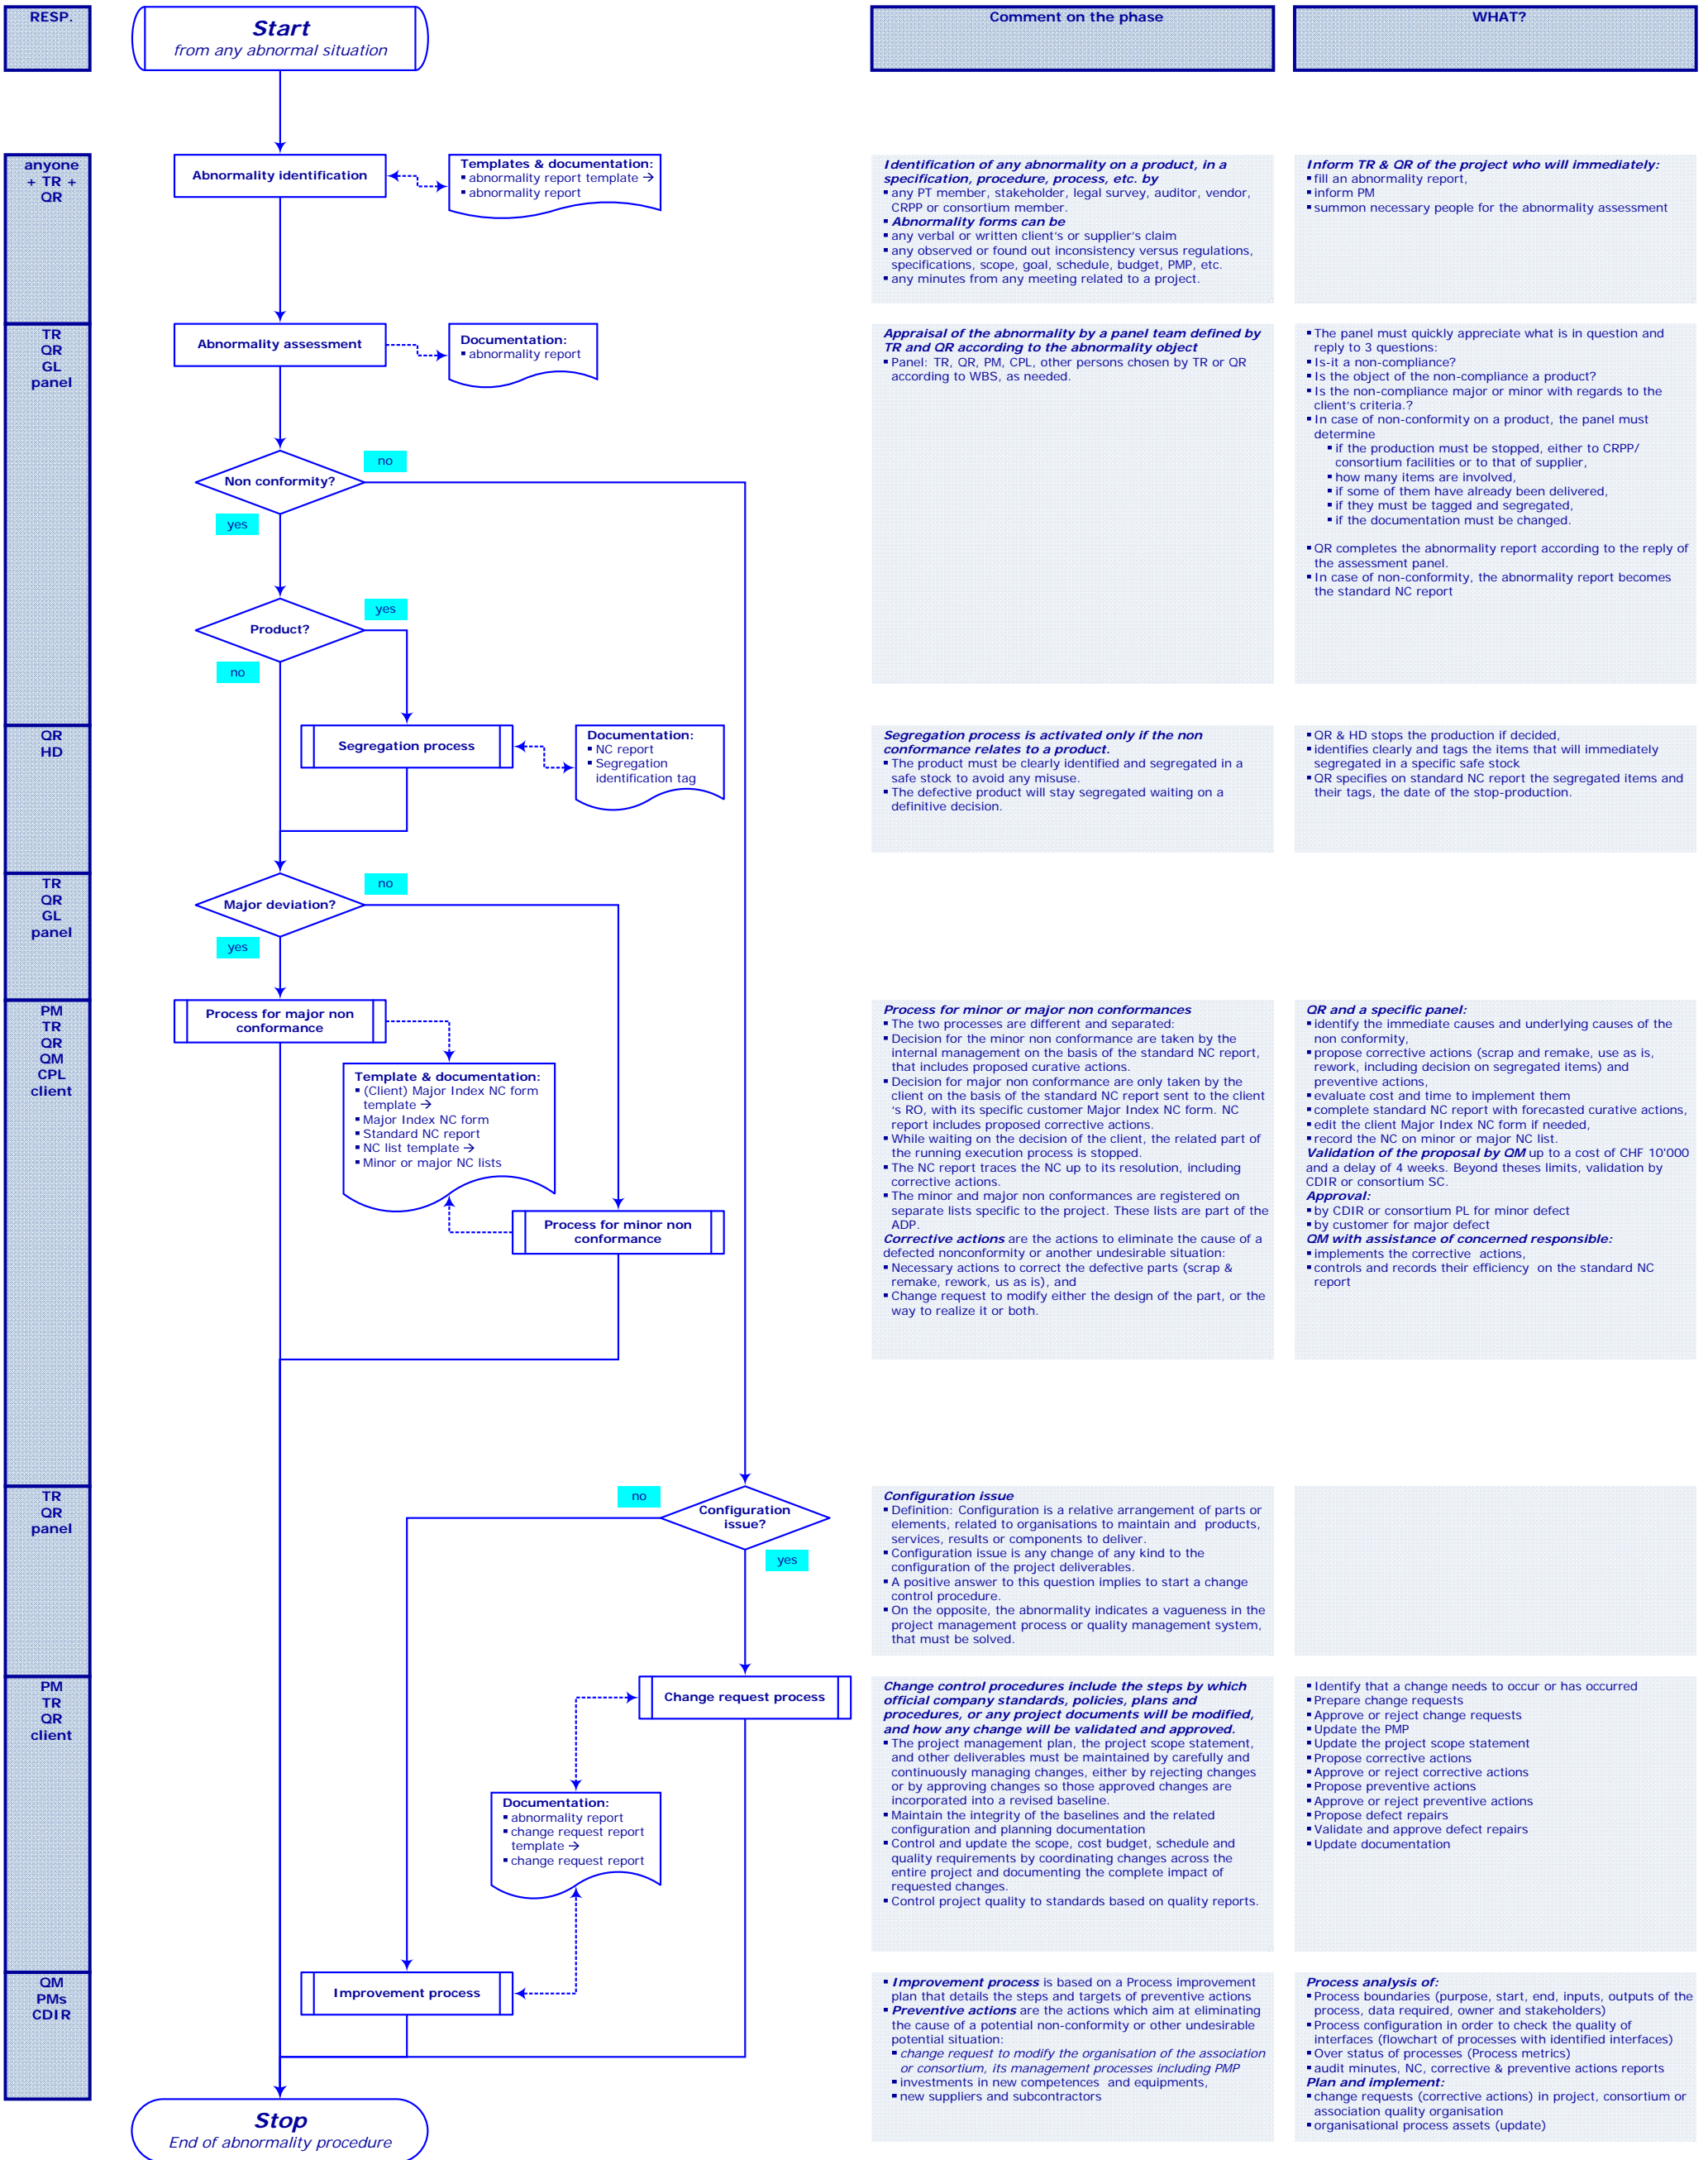 RESP.
Start
from any abnormal situation
Comment on the phase
WHAT?
anyone
+ TR +
QR
Abnormality identification
Templates & documentation:
▪ abnormality report template →
▪ abnormality report
Identification of any abnormality on a product, in a
specification, procedure, process, etc. by
▪ any PT member, stakeholder, legal survey, auditor, vendor,
CRPP or consortium member.
▪ Abnormality forms can be
▪ any verbal or written client's or supplier's claim
▪ any observed or found out inconsistency versus regulations,
specifications, scope, goal, schedule, budget, PMP, etc.
▪ any minutes from any meeting related to a project.
Inform TR & QR of the project who will immediately:
▪ fill an abnormality report,
▪ inform PM
▪ summon necessary people for the abnormality assessment
TR
QR
GL
panel
Abnormality assessment
Documentation:
▪ abnormality report
Non conformity?
no
yes
Product?
yes
no
Appraisal of the abnormality by a panel team defined by
TR and QR according to the abnormality object
▪ Panel: TR, QR, PM, CPL, other persons chosen by TR or QR
according to WBS, as needed.
▪ The panel must quickly appreciate what is in question and
reply to 3 questions:
▪ Is-it a non-compliance?
▪ Is the object of the non-compliance a product?
▪ Is the non-compliance major or minor with regards to the
client's criteria.?
▪ In case of non-conformity on a product, the panel must
determine
▪ if the production must be stopped, either to CRPP/
consortium facilities or to that of supplier,
▪ how many items are involved,
▪ if some of them have already been delivered,
▪ if they must be tagged and segregated,
▪ if the documentation must be changed.
▪ QR completes the abnormality report according to the reply of
the assessment panel.
▪ In case of non-conformity, the abnormality report becomes
the standard NC report
QR
HD
Segregation process
Documentation:
▪ NC report
▪ Segregation
identification tag
Segregation process is activated only if the non
conformance relates to a product.
▪ The product must be clearly identified and segregated in a
safe stock to avoid any misuse.
▪ The defective product will stay segregated waiting on a
definitive decision.
▪ QR & HD stops the production if decided,
▪ identifies clearly and tags the items that will immediately
segregated in a specific safe stock
▪ QR specifies on standard NC report the segregated items and
their tags, the date of the stop-production.
TR
QR
GL
panel
Major deviation?
no
yes
PM
TR
QR
QM
CPL
client
Process for major non
conformance
Template & documentation:
▪ (Client) Major Index NC form
template →
▪ Major Index NC form
▪ Standard NC report
▪ NC list template →
▪ Minor or major NC lists
Process for minor non
conformance
Process for minor or major non conformances
▪ The two processes are different and separated:
▪ Decision for the minor non conformance are taken by the
internal management on the basis of the standard NC report,
that includes proposed curative actions.
▪ Decision for major non conformance are only taken by the
client on the basis of the standard NC report sent to the client
's RO, with its specific customer Major Index NC form. NC
report includes proposed corrective actions.
▪ While waiting on the decision of the client, the related part of
the running execution process is stopped.
▪ The NC report traces the NC up to its resolution, including
corrective actions.
▪ The minor and major non conformances are registered on
separate lists specific to the project. These lists are part of the
ADP.
Corrective actions are the actions to eliminate the cause of a
defected nonconformity or another undesirable situation:
▪ Necessary actions to correct the defective parts (scrap &
remake, rework, us as is), and
▪ Change request to modify either the design of the part, or the
way to realize it or both.
QR and a specific panel:
▪ identify the immediate causes and underlying causes of the
non conformity,
▪ propose corrective actions (scrap and remake, use as is,
rework, including decision on segregated items) and
preventive actions,
▪ evaluate cost and time to implement them
▪ complete standard NC report with forecasted curative actions,
▪ edit the client Major Index NC form if needed,
▪ record the NC on minor or major NC list.
Validation of the proposal by QM up to a cost of CHF 10'000
and a delay of 4 weeks. Beyond theses limits, validation by
CDIR or consortium SC.
Approval:
▪ by CDIR or consortium PL for minor defect
▪ by customer for major defect
QM with assistance of concerned responsible:
▪ implements the corrective actions,
▪ controls and records their efficiency on the standard NC
report
TR
QR
panel
no
Configuration
issue?
yes
Configuration issue
▪ Definition: Configuration is a relative arrangement of parts or
elements, related to organisations to maintain and products,
services, results or components to deliver.
▪ Configuration issue is any change of any kind to the
configuration of the project deliverables.
▪ A positive answer to this question implies to start a change
control procedure.
▪ On the opposite, the abnormality indicates a vagueness in the
project management process or quality management system,
that must be solved.
PM
TR
QR
client
Change request process
Documentation:
▪ abnormality report
▪ change request report
template →
▪ change request report
Change control procedures include the steps by which
official company standards, policies, plans and
procedures, or any project documents will be modified,
and how any change will be validated and approved.
▪ The project management plan, the project scope statement,
and other deliverables must be maintained by carefully and
continuously managing changes, either by rejecting changes
or by approving changes so those approved changes are
incorporated into a revised baseline.
▪ Maintain the integrity of the baselines and the related
configuration and planning documentation
▪ Control and update the scope, cost budget, schedule and
quality requirements by coordinating changes across the
entire project and documenting the complete impact of
requested changes.
▪ Control project quality to standards based on quality reports.
▪ Identify that a change needs to occur or has occurred
▪ Prepare change requests
▪ Approve or reject change requests
▪ Update the PMP
▪ Update the project scope statement
▪ Propose corrective actions
▪ Approve or reject corrective actions
▪ Propose preventive actions
▪ Approve or reject preventive actions
▪ Propose defect repairs
▪ Validate and approve defect repairs
▪ Update documentation
QM
PMs
CDIR
Improvement process
▪ Improvement process is based on a Process improvement
plan that details the steps and targets of preventive actions
▪ Preventive actions are the actions which aim at eliminating
the cause of a potential non-conformity or other undesirable
potential situation:
▪ change request to modify the organisation of the association
or consortium, its management processes including PMP
▪ investments in new competences and equipments,
▪ new suppliers and subcontractors
Process analysis of:
▪ Process boundaries (purpose, start, end, inputs, outputs of the
process, data required, owner and stakeholders)
▪ Process configuration in order to check the quality of
interfaces (flowchart of processes with identified interfaces)
▪ Over status of processes (Process metrics)
▪ audit minutes, NC, corrective & preventive actions reports
Plan and implement:
▪ change requests (corrective actions) in project, consortium or
association quality organisation
▪ organisational process assets (update)
Stop
End of abnormality procedure